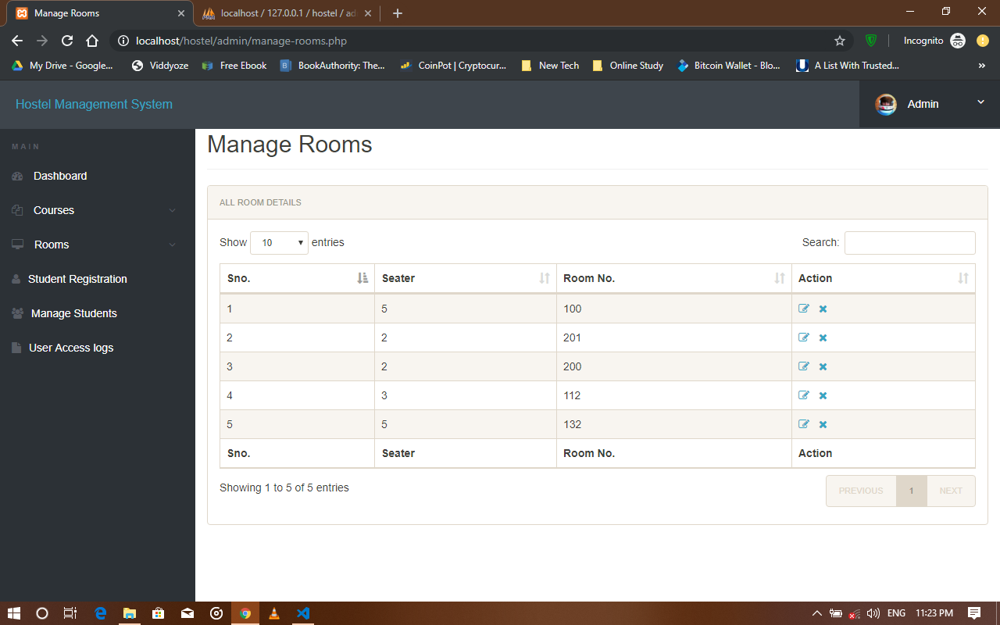 Manage Rooms
localhost / 127.0.0.1 / hostel / ad
localhost/hostel/admin/manage-rooms.php
Incognito
My Drive - Google...
Viddyoze
Free Ebook
BookAuthority: The...
CoinPot | Cryptocur...
New Tech
Online Study
Bitcoin Wallet - Blo...
A List With Trusted...
»
Hostel Management System
Admin
MAIN
Dashboard
Courses
Rooms
Student Registration
Manage Students
User Access logs
Manage Rooms
ALL ROOM DETAILS
Show 10 entries
Search:
Sno. Seater Room No. Action
1 5 100
2 2 201
3 2 200
4 3 112
5 5 132
Sno. Seater Room No. Action
Showing 1 to 5 of 5 entries
PREVIOUS 1 NEXT
ENG 11:23 PM